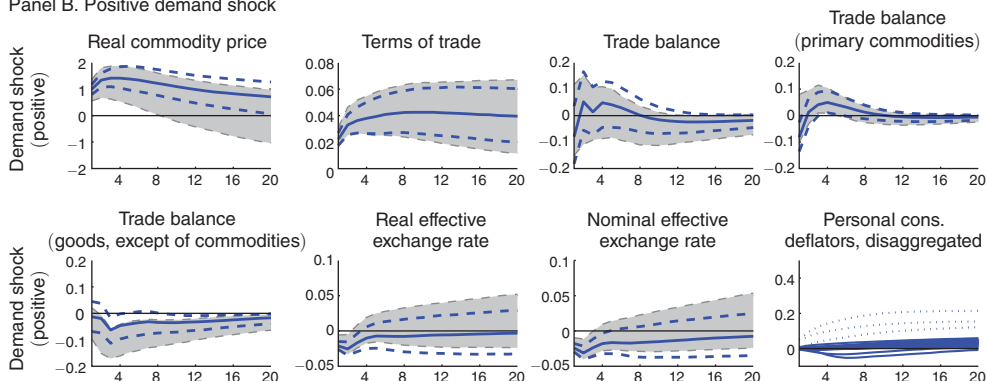 Panel B. Positive demand shock
Real commodity price
Terms of trade
Trade balance
Trade balance
(primary commodities)
Demand shock
(positive)
2
1
0
−1
−2
4 8 12 16 20
0.08
0.06
0.04
0.02
0
4 8 12 16 20
0.2
0.1
0
−0.1
−0.2
4 8 12 16 20
0.2
0.1
0
−0.1
−0.2
4 8 12 16 20
Trade balance
(goods, except of commodities)
Real effective
exchange rate
Nominal effective
exchange rate
Personal cons.
deflators, disaggregated
Demand shock
(positive)
0.2
0.1
0
−0.1
−0.2
4 8 12 16 20
0.1
0.05
0
−0.05
4 8 12 16 20
0.1
0.05
0
−0.05
4 8 12 16 20
0.4
0.2
0
4 8 12 16 20